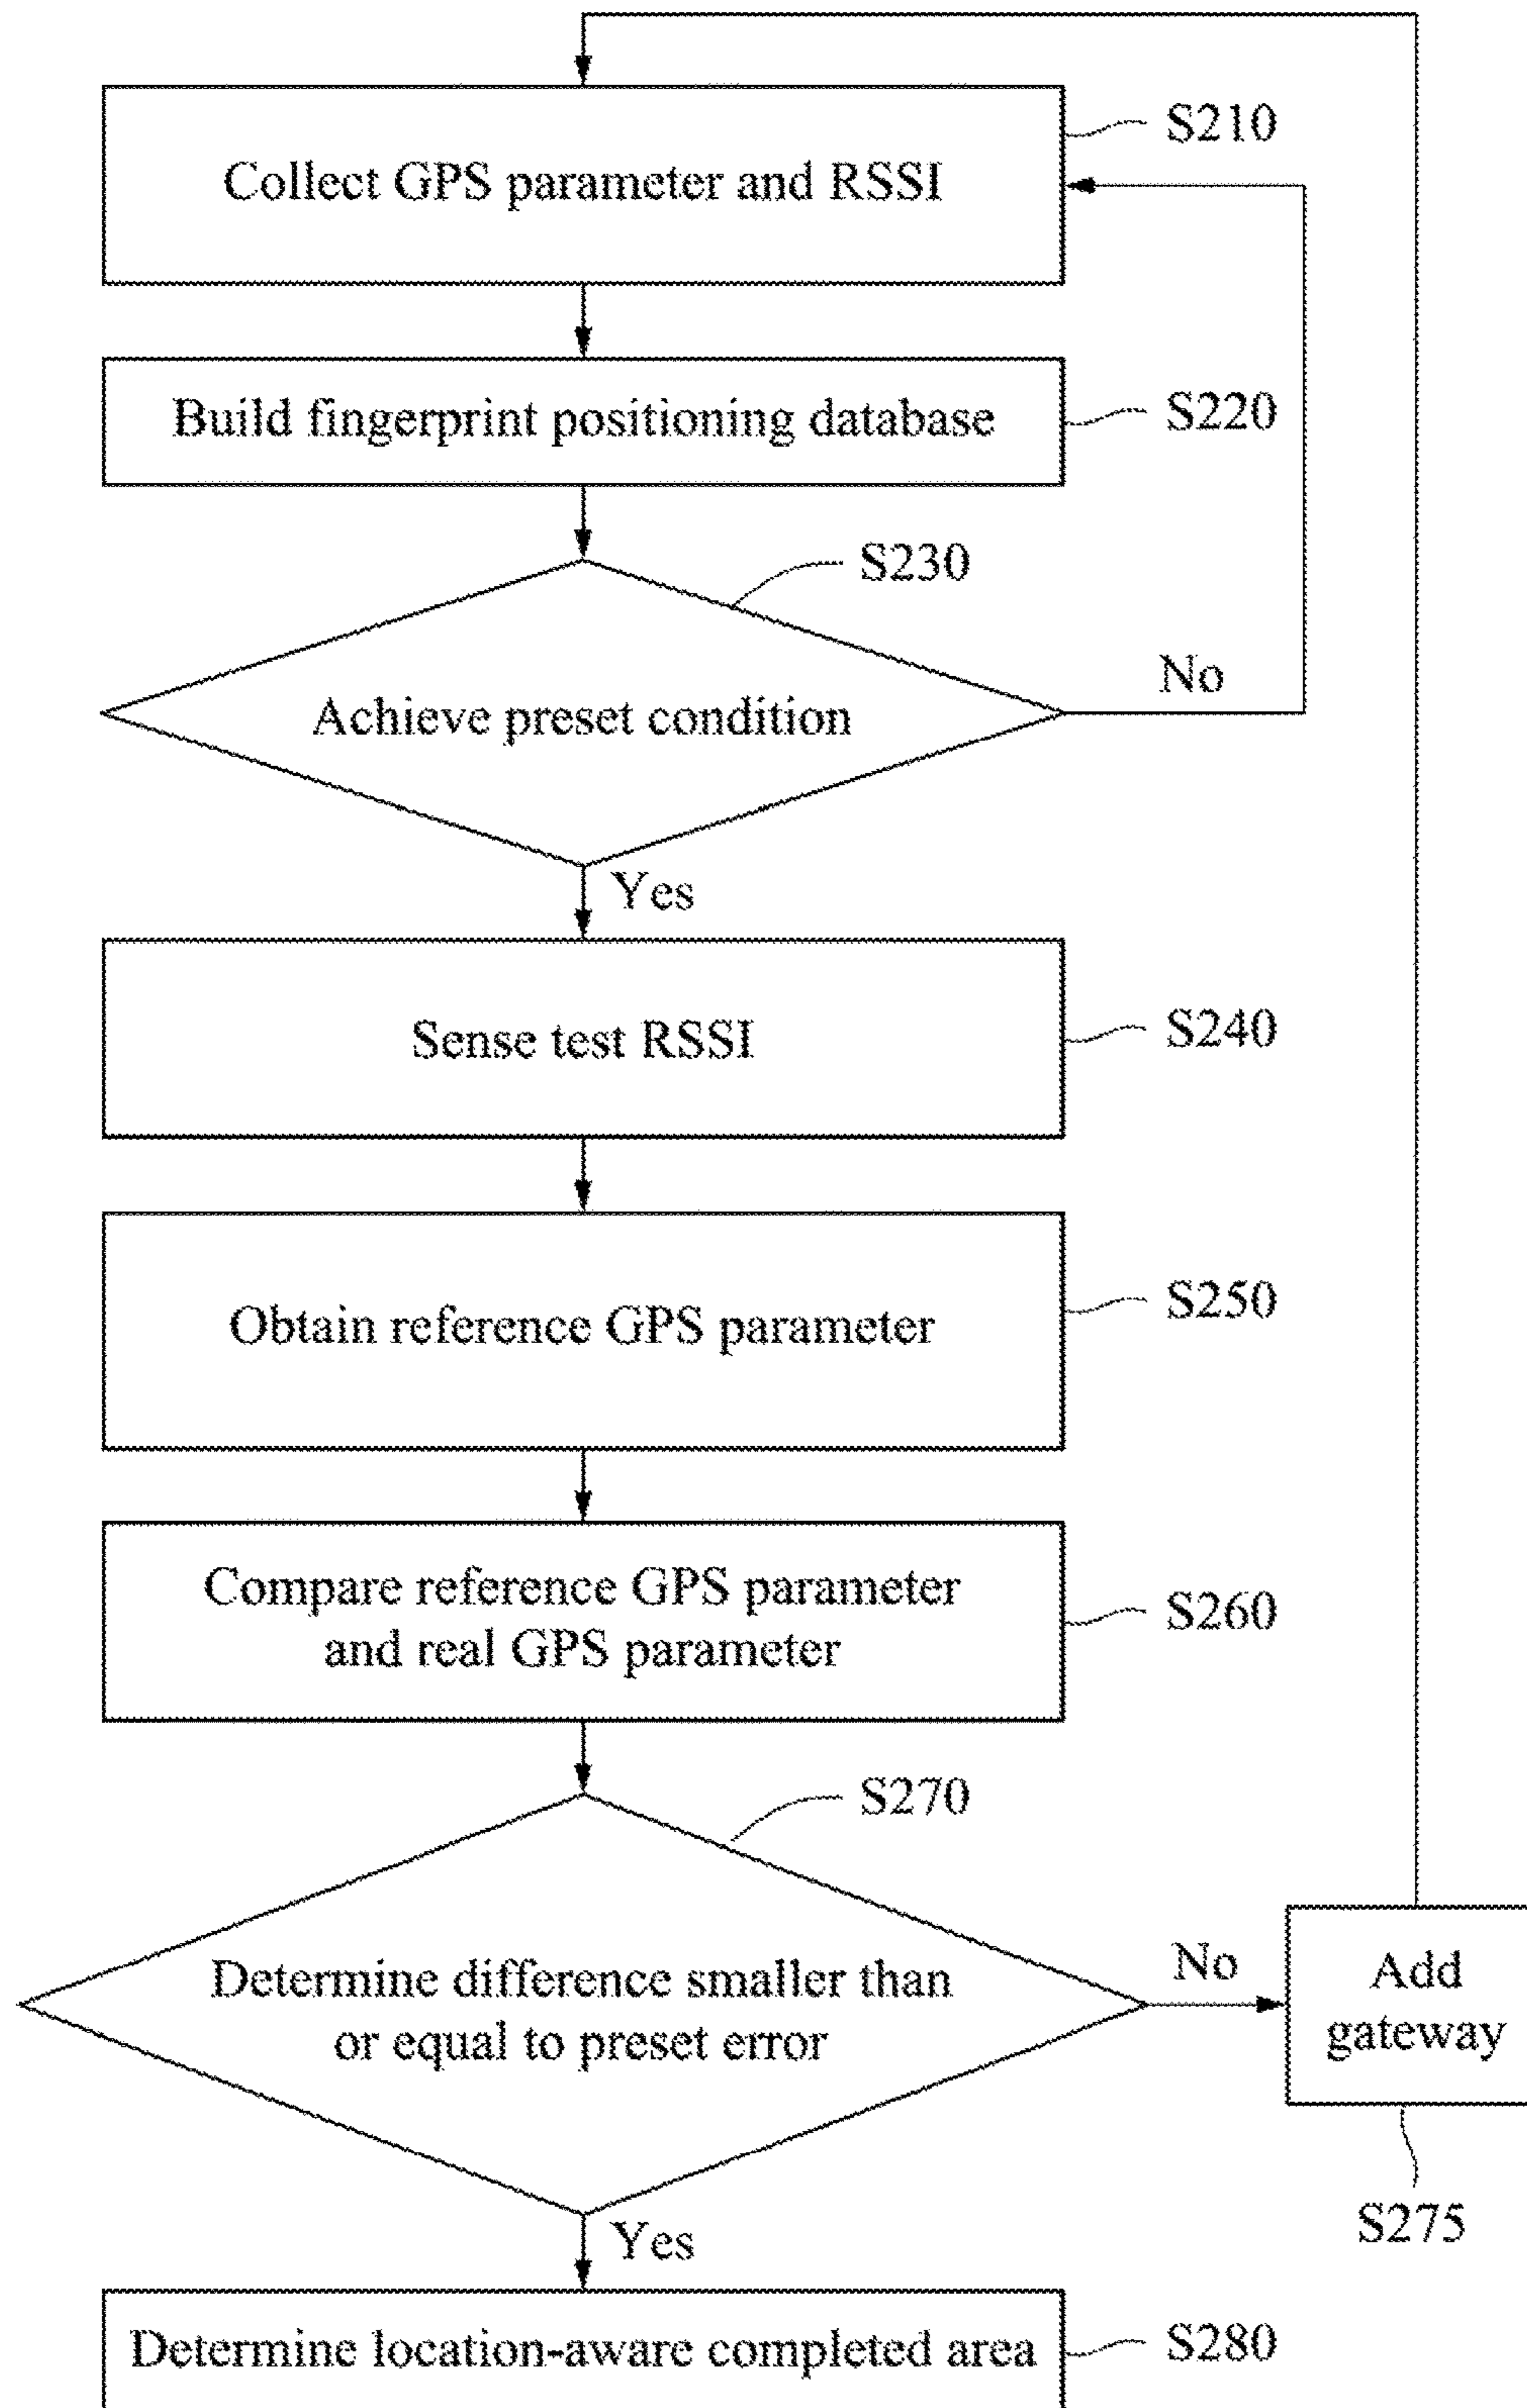 Collect GPS parameter and RSSI
S210
Build fingerprint positioning database
S220
S230
Achieve preset condition
No
Yes
Sense test RSSI
S240
Obtain reference GPS parameter
S250
Compare reference GPS parameter
and real GPS parameter
S260
S270
Determine difference smaller than
or equal to preset error
No
Add
gateway
S275
Yes
Determine location-aware completed area
S280